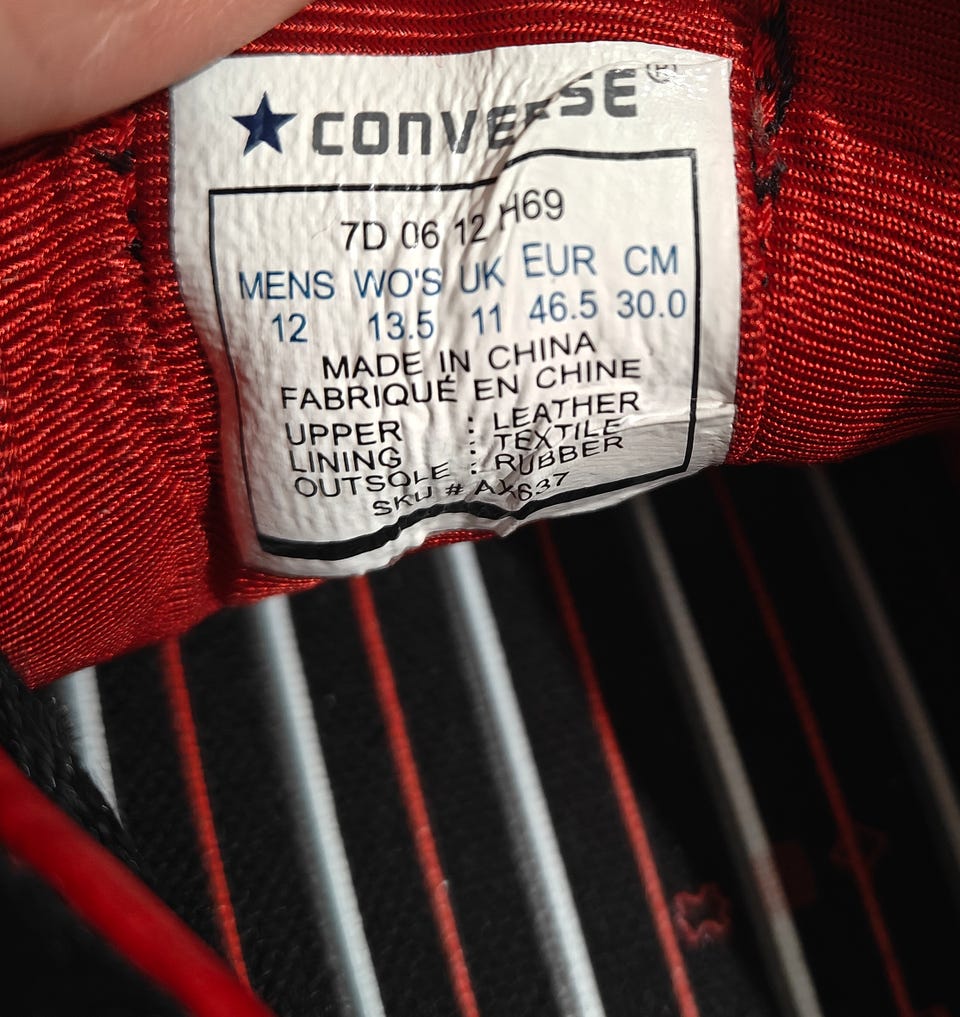 CONVERSE®
7D 06 12 H69
MENS WO'S UK EUR CM
12 13.5 11 46.5 30.0
MADE IN CHINA
FABRIQUÉ EN CHINE
UPPER : LEATHER
LINING : TEXTILE
OUTSOLE : RUBBER
SKU #